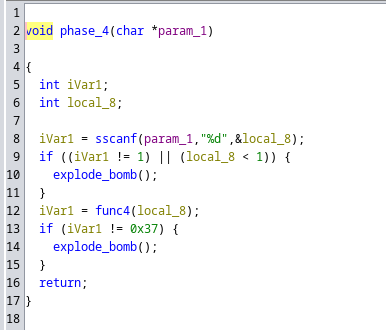 1
2 void phase_4(char *param_1)
3
4 {
5 int iVar1;
6 int local_8;
7
8 iVar1 = sscanf(param_1,"%d",&local_8);
9 if ((iVar1 != 1) || (local_8 < 1)) {
10 explode_bomb();
11 }
12 iVar1 = func4(local_8);
13 if (iVar1 != 0x37) {
14 explode_bomb();
15 }
16 return;
17 }
18